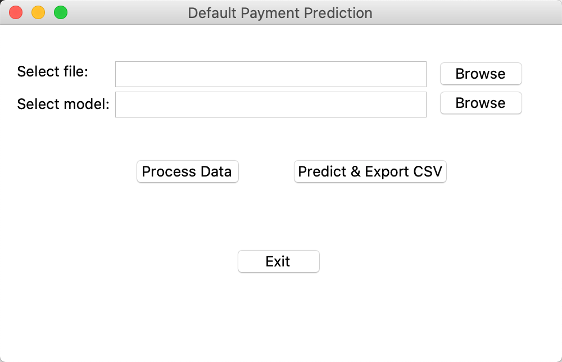 Default Payment Prediction
Select file: Browse
Select model: Browse
Process Data Predict & Export CSV
Exit